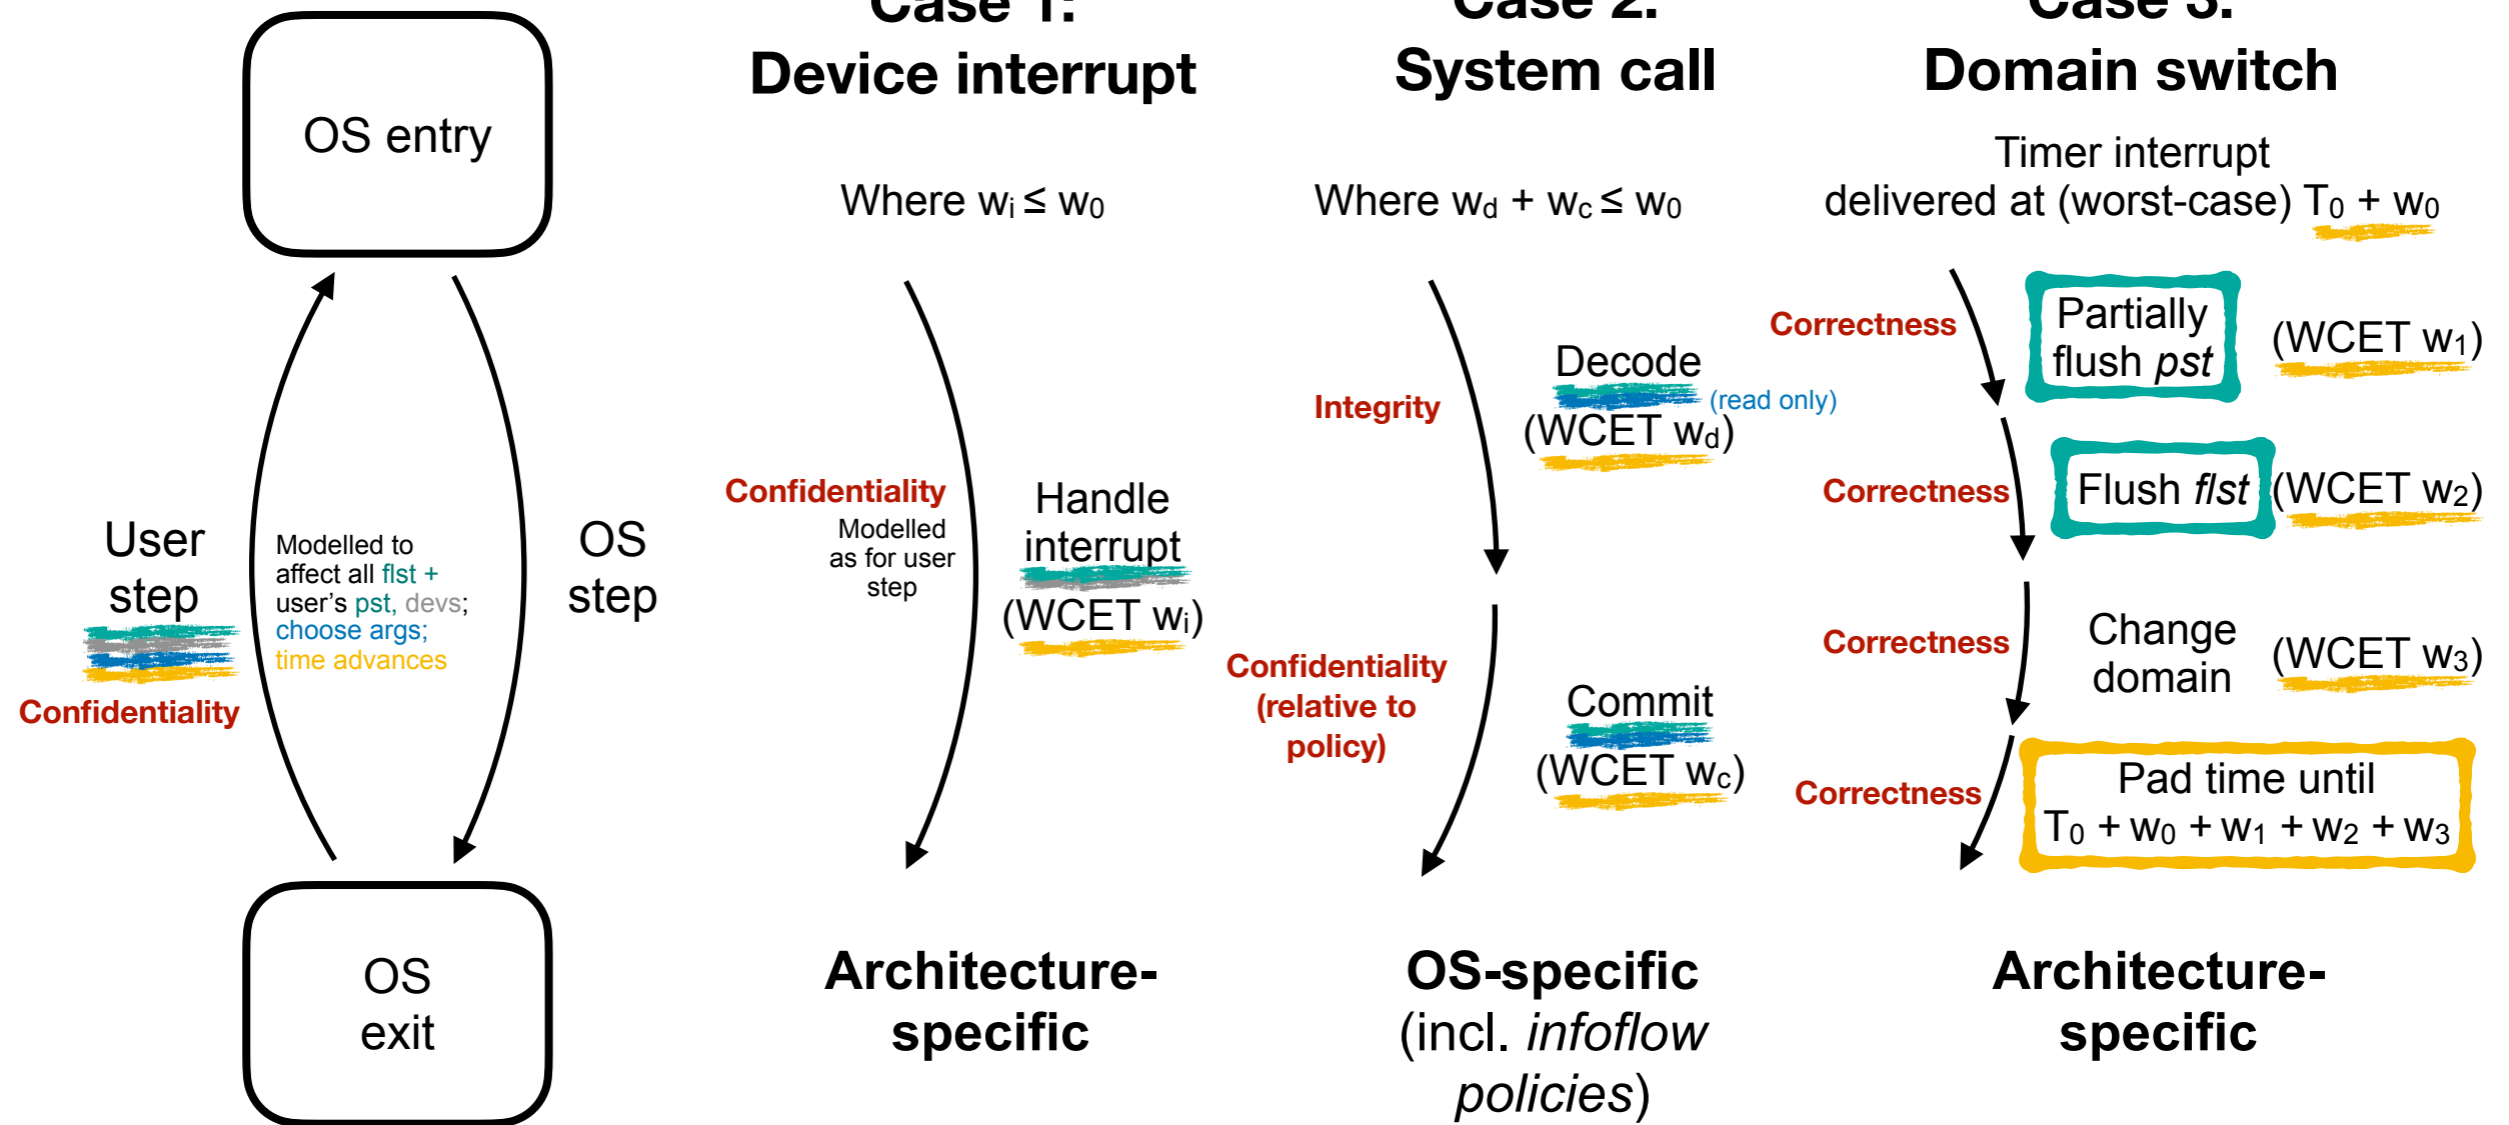 OS entry
User
step
Confidentiality
Modelled to
affect all flst +
user's pst, devs;
choose args;
time advances
OS
step
OS
exit
Case 1:
Device interrupt
Where wi ≤ w0
Confidentiality
Modelled
as for user
step
Handle
interrupt
(WCET wi)
Architecture-
specific
Case 2:
System call
Where wd + wc ≤ w0
Integrity
Decode
(read only)
(WCET wd)
Confidentiality
(relative to
policy)
Commit
(WCET wc)
OS-specific
(incl. infoflow
policies)
Case 3:
Domain switch
Timer interrupt
delivered at (worst-case) T0 + w0
Correctness
Partially
flush pst
(WCET w1)
Correctness
Flush flst
(WCET w2)
Correctness
Change
domain
(WCET w3)
Correctness
Pad time until
T0 + w0 + w1 + w2 + w3
Architecture-
specific